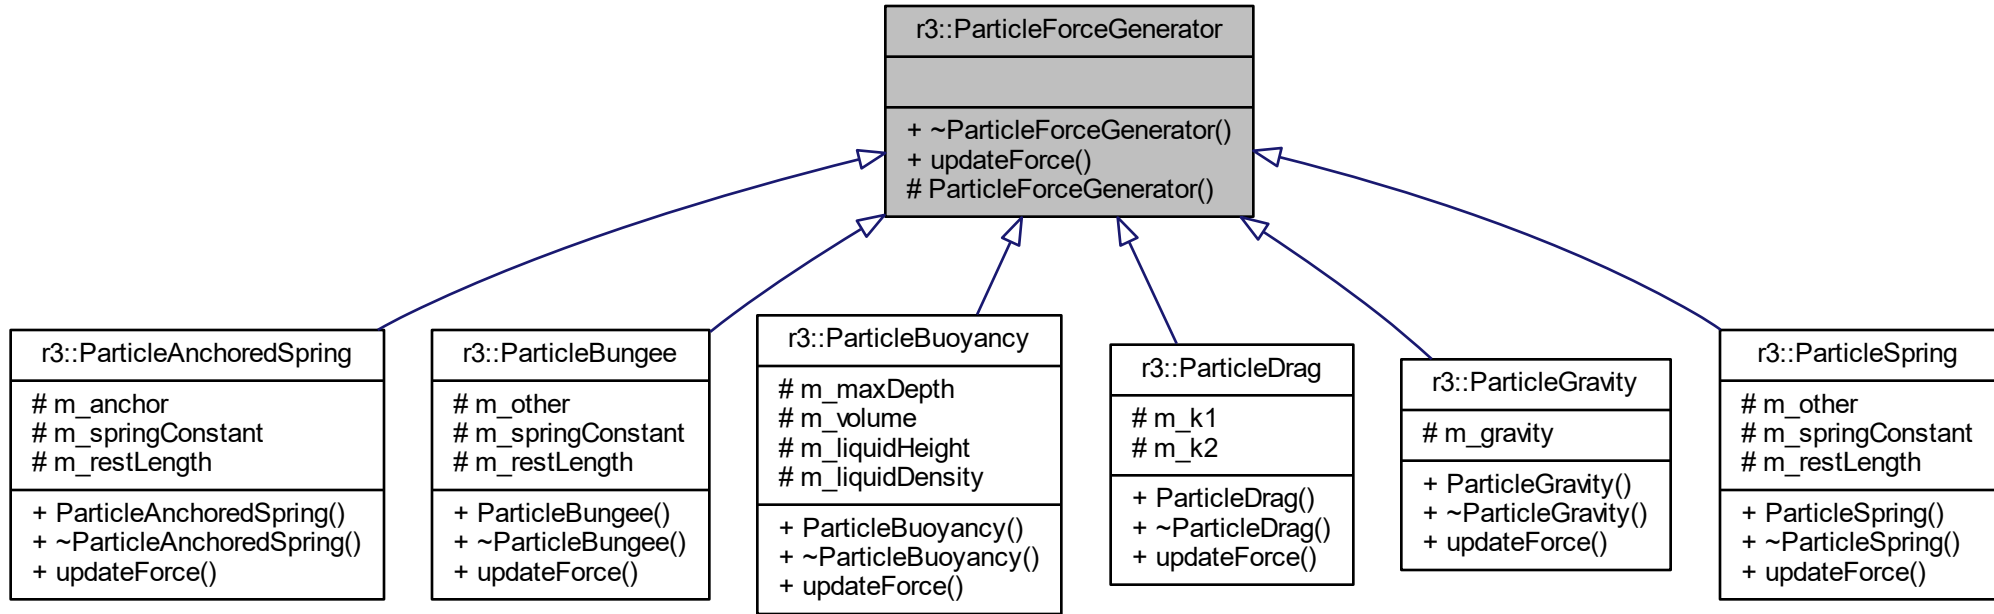 r3::ParticleForceGenerator
+ ~ParticleForceGenerator()
+ updateForce()
# ParticleForceGenerator()
r3::ParticleAnchoredSpring
# m_anchor
# m_springConstant
# m_restLength
+ ParticleAnchoredSpring()
+ ~ParticleAnchoredSpring()
+ updateForce()
r3::ParticleBungee
# m_other
# m_springConstant
# m_restLength
+ ParticleBungee()
+ ~ParticleBungee()
+ updateForce()
r3::ParticleBuoyancy
# m_maxDepth
# m_volume
# m_liquidHeight
# m_liquidDensity
+ ParticleBuoyancy()
+ ~ParticleBuoyancy()
+ updateForce()
r3::ParticleDrag
# m_k1
# m_k2
+ ParticleDrag()
+ ~ParticleDrag()
+ updateForce()
r3::ParticleGravity
# m_gravity
+ ParticleGravity()
+ ~ParticleGravity()
+ updateForce()
r3::ParticleSpring
# m_other
# m_springConstant
# m_restLength
+ ParticleSpring()
+ ~ParticleSpring()
+ updateForce()